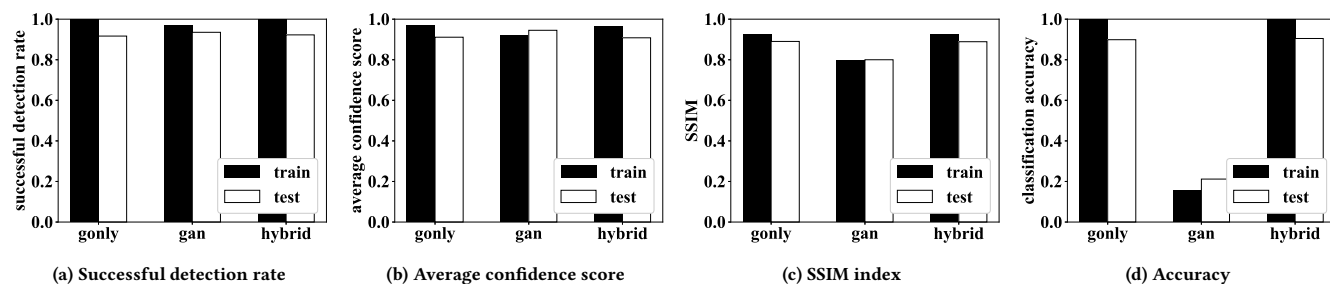 1.0
0.8
0.6
0.4
0.2
0.0
successful detection rate
train
test
gonly
gan
hybrid
(a) Successful detection rate
1.0
0.8
0.6
0.4
0.2
0.0
average confidence score
train
test
gonly
gan
hybrid
(b) Average confidence score
1.0
0.8
0.6
0.4
0.2
0.0
SSIM
train
test
gonly
gan
hybrid
(c) SSIM index
1.0
0.8
0.6
0.4
0.2
0.0
classification accuracy
train
test
gonly
gan
hybrid
(d) Accuracy